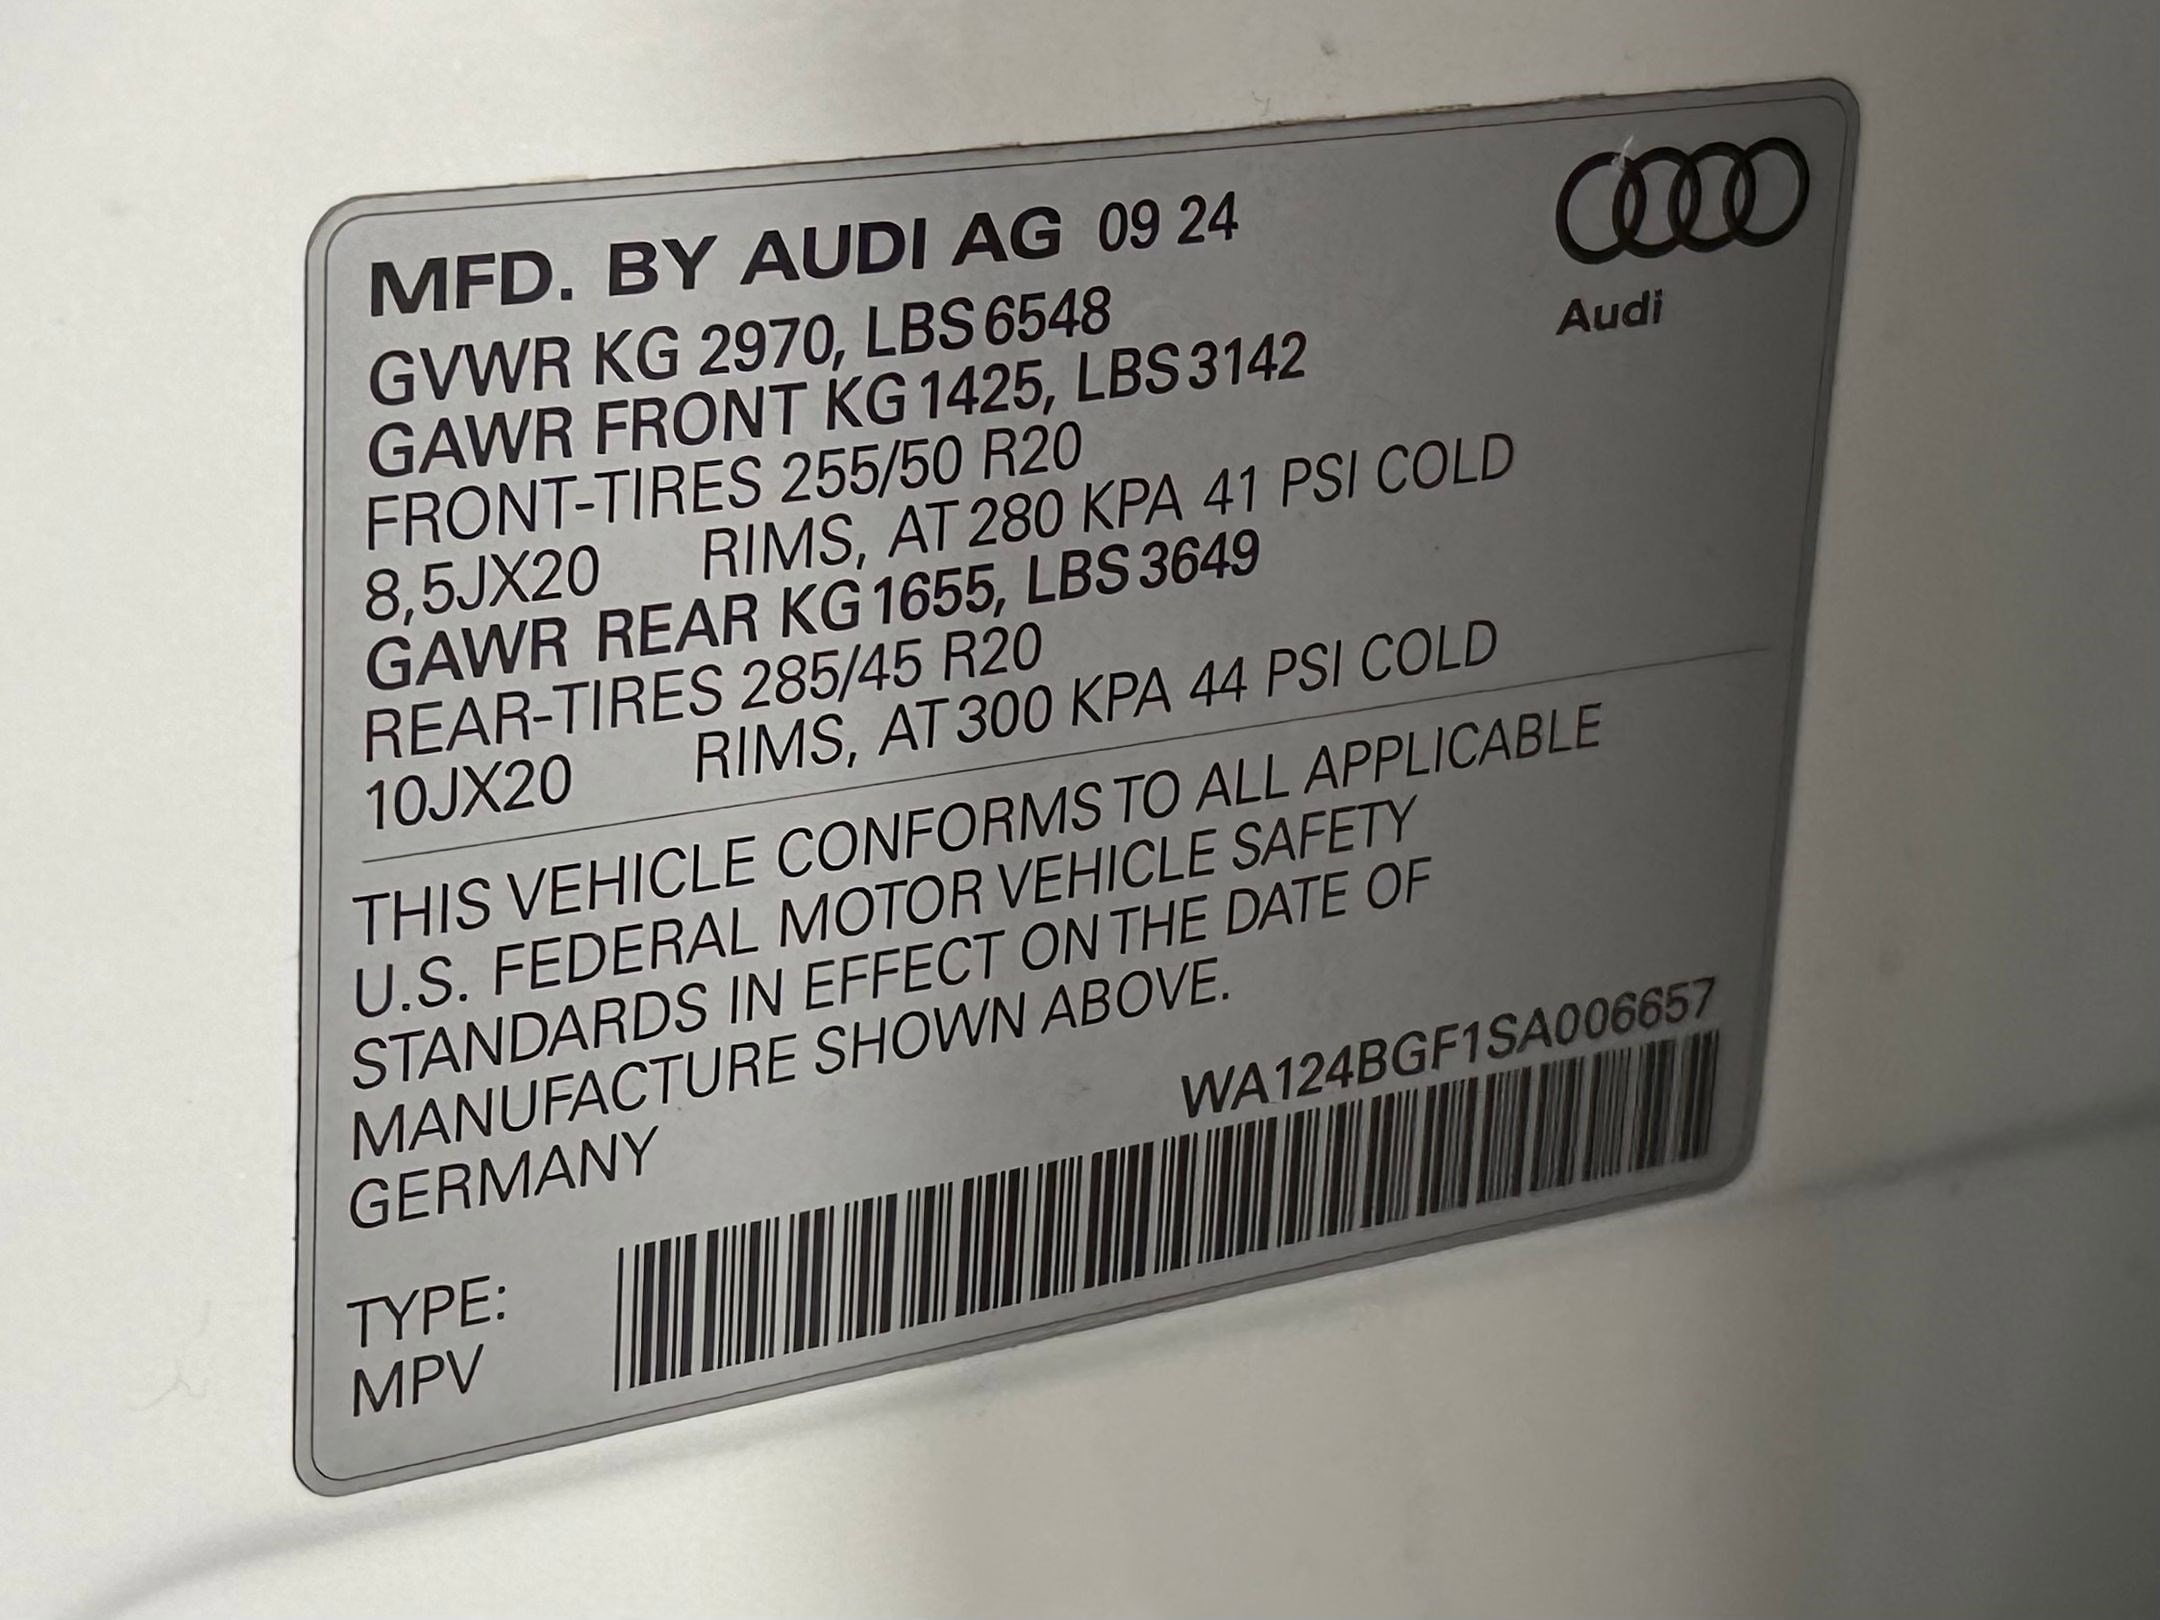 MFD. BY AUDI AG 09 24
Audi
GVWR KG 2970, LBS 6548
GAWR FRONT KG 1425, LBS 3142
FRONT-TIRES 255/50 R20
8,5JX20 RIMS, AT 280 KPA 41 PSI COLD
GAWR REAR KG 1655, LBS 3649
REAR-TIRES 285/45 R20
10JX20 RIMS, AT 300 KPA 44 PSI COLD
THIS VEHICLE CONFORMS TO ALL APPLICABLE
U.S. FEDERAL MOTOR VEHICLE SAFETY
STANDARDS IN EFFECT ON THE DATE OF
MANUFACTURE SHOWN ABOVE.
GERMANY
WA124BGF1SA006657
TYPE:
MPV